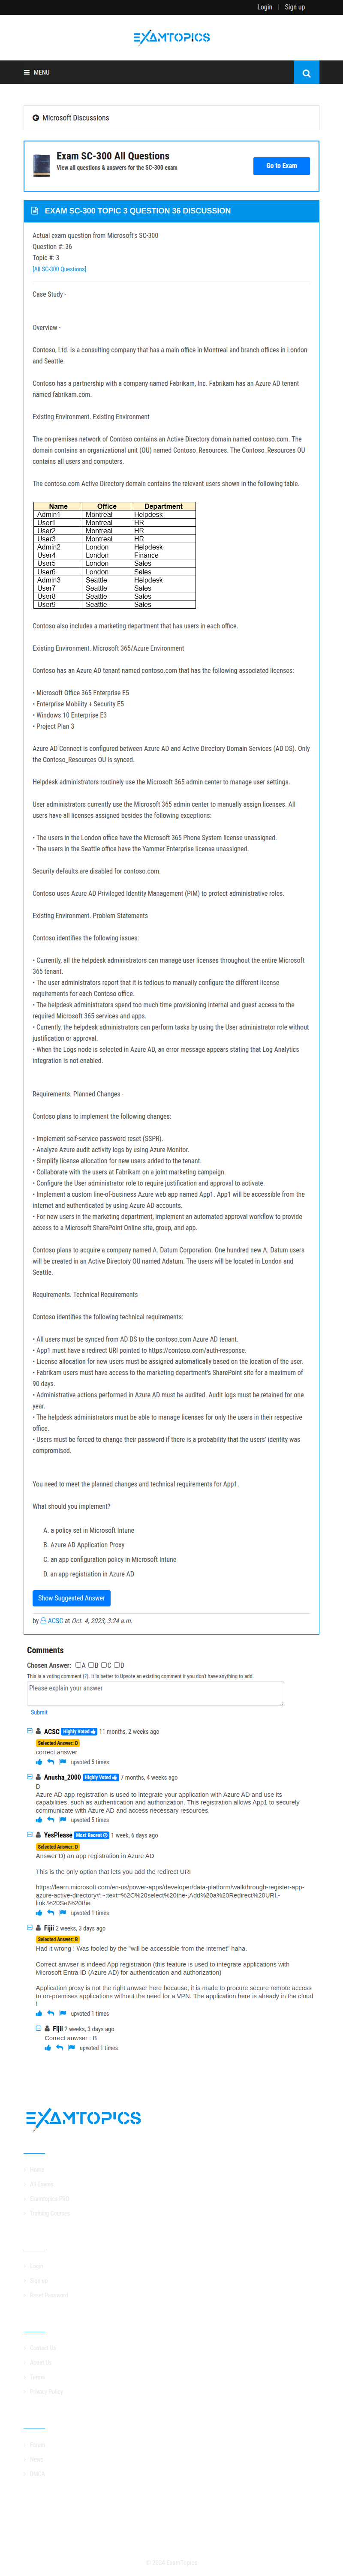 Login | Sign up
EXAMTOPICS
MENU
Microsoft Discussions
Exam SC-300 All Questions
View all questions & answers for the SC-300 exam
Go to Exam
EXAM SC-300 TOPIC 3 QUESTION 36 DISCUSSION
Actual exam question from Microsoft's SC-300
Question #: 36
Topic #: 3
[All SC-300 Questions]
Case Study -
Overview -
Contoso, Ltd. is a consulting company that has a main office in Montreal and branch offices in London
and Seattle.
Contoso has a partnership with a company named Fabrikam, Inc. Fabrikam has an Azure AD tenant
named fabrikam.com.
Existing Environment. Existing Environment
The on-premises network of Contoso contains an Active Directory domain named contoso.com. The
domain contains an organizational unit (OU) named Contoso_Resources. The Contoso_Resources OU
contains all users and computers.
The contoso.com Active Directory domain contains the relevant users shown in the following table.
Name Office Department
Admin1 Montreal Helpdesk
User1 Montreal HR
User2 Montreal HR
User3 Montreal HR
Admin2 London Helpdesk
User4 London Finance
User5 London Sales
User6 London Sales
Admin3 Seattle Helpdesk
User7 Seattle Sales
User8 Seattle Sales
User9 Seattle Sales
Contoso also includes a marketing department that has users in each office.
Existing Environment. Microsoft 365/Azure Environment
Contoso has an Azure AD tenant named contoso.com that has the following associated licenses:
• Microsoft Office 365 Enterprise E5
• Enterprise Mobility + Security E5
• Windows 10 Enterprise E3
• Project Plan 3
Azure AD Connect is configured between Azure AD and Active Directory Domain Services (AD DS). Only
the Contoso_Resources OU is synced.
Helpdesk administrators routinely use the Microsoft 365 admin center to manage user settings.
User administrators currently use the Microsoft 365 admin center to manually assign licenses. All
users have all licenses assigned besides the following exceptions:
• The users in the London office have the Microsoft 365 Phone System license unassigned.
• The users in the Seattle office have the Yammer Enterprise license unassigned.
Security defaults are disabled for contoso.com.
Contoso uses Azure AD Privileged Identity Management (PIM) to protect administrative roles.
Existing Environment. Problem Statements
Contoso identifies the following issues:
• Currently, all the helpdesk administrators can manage user licenses throughout the entire Microsoft
365 tenant.
• The user administrators report that it is tedious to manually configure the different license
requirements for each Contoso office.
• The helpdesk administrators spend too much time provisioning internal and guest access to the
required Microsoft 365 services and apps.
• Currently, the helpdesk administrators can perform tasks by using the User administrator role without
justification or approval.
• When the Logs node is selected in Azure AD, an error message appears stating that Log Analytics
integration is not enabled.
Requirements. Planned Changes -
Contoso plans to implement the following changes:
• Implement self-service password reset (SSPR).
• Analyze Azure audit activity logs by using Azure Monitor.
• Simplify license allocation for new users added to the tenant.
• Collaborate with the users at Fabrikam on a joint marketing campaign.
• Configure the User administrator role to require justification and approval to activate.
• Implement a custom line-of-business Azure web app named App1. App1 will be accessible from the
internet and authenticated by using Azure AD accounts.
• For new users in the marketing department, implement an automated approval workflow to provide
access to a Microsoft SharePoint Online site, group, and app.
Contoso plans to acquire a company named A. Datum Corporation. One hundred new A. Datum users
will be created in an Active Directory OU named Adatum. The users will be located in London and
Seattle.
Requirements. Technical Requirements
Contoso identifies the following technical requirements:
• All users must be synced from AD DS to the contoso.com Azure AD tenant.
• App1 must have a redirect URI pointed to https://contoso.com/auth-response.
• License allocation for new users must be assigned automatically based on the location of the user.
• Fabrikam users must have access to the marketing department's SharePoint site for a maximum of
90 days.
• Administrative actions performed in Azure AD must be audited. Audit logs must be retained for one
year.
• The helpdesk administrators must be able to manage licenses for only the users in their respective
office.
• Users must be forced to change their password if there is a probability that the users' identity was
compromised.
You need to meet the planned changes and technical requirements for App1.
What should you implement?
A. a policy set in Microsoft Intune
B. Azure AD Application Proxy
C. an app configuration policy in Microsoft Intune
D. an app registration in Azure AD
Show Suggested Answer
by ACSC at Oct. 4, 2023, 3:24 a.m.
Comments
Chosen Answer: A B C D
This is a voting comment (?). It is better to Upvote an existing comment if you don't have anything to add.
Please explain your answer
Submit
ACSC Highly Voted 11 months, 2 weeks ago
Selected Answer: D
correct answer
upvoted 5 times
Anusha_2000 Highly Voted 7 months, 4 weeks ago
D
Azure AD app registration is used to integrate your application with Azure AD and use its
capabilities, such as authentication and authorization. This registration allows App1 to securely
communicate with Azure AD and access necessary resources.
upvoted 5 times
YesPlease Most Recent 1 week, 6 days ago
Selected Answer: D
Answer D) an app registration in Azure AD
This is the only option that lets you add the redirect URI
https://learn.microsoft.com/en-us/power-apps/developer/data-platform/walkthrough-register-app-
azure-active-directory#:~:text=%2C%20select%20the-,Add%20a%20Redirect%20URI,-
link.%20Set%20the
upvoted 1 times
Fijii 2 weeks, 3 days ago
Selected Answer: D
Had it wrong ! Was fooled by the "will be accessible from the internet" haha.
Correct anwser is indeed App registration (this feature is used to integrate applications with
Microsoft Entra ID (Azure AD) for authentication and authorization)
Application proxy is not the right anwser here because, it is made to procure secure remote access
to on-premises applications without the need for a VPN. The application here is already in the cloud
!
upvoted 1 times
Fijii 2 weeks, 3 days ago
Correct anwser : B
upvoted 1 times
EXAMTOPICS
Home
All Exams
Examtopics PRO
Training Courses
Login
Sign up
Reset Password
Contact Us
About Us
Terms
Privacy Policy
Forum
News
DMCA
© 2024 ExamTopics